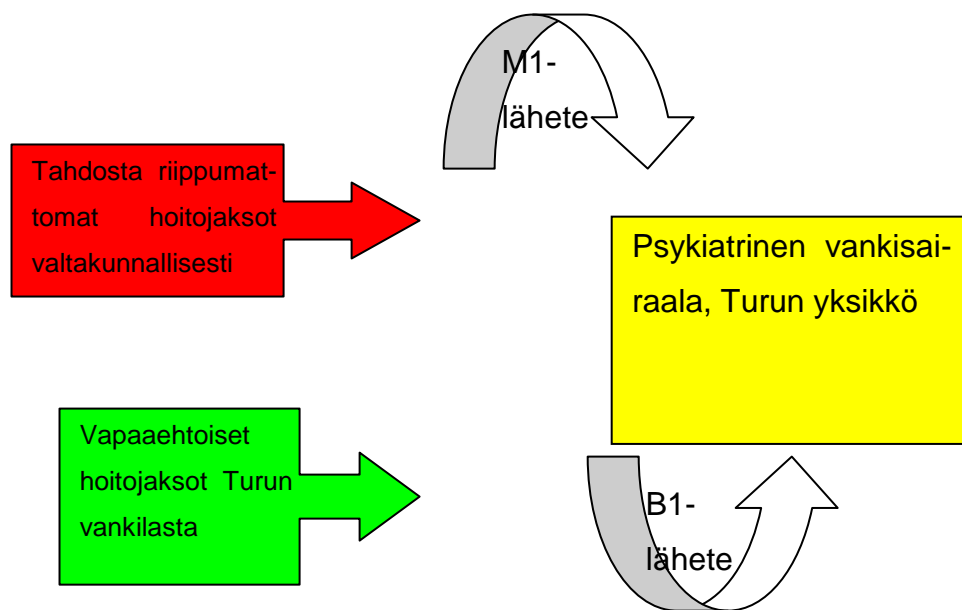 M1-
lähete
Tahdosta riippumat-
tomat hoitojaksot
valtakunnallisesti
Psykiatrinen vankisai-
raala, Turun yksikkö
Vapaaehtoiset
hoitojaksot Turun
vankilasta
B1-
lähete